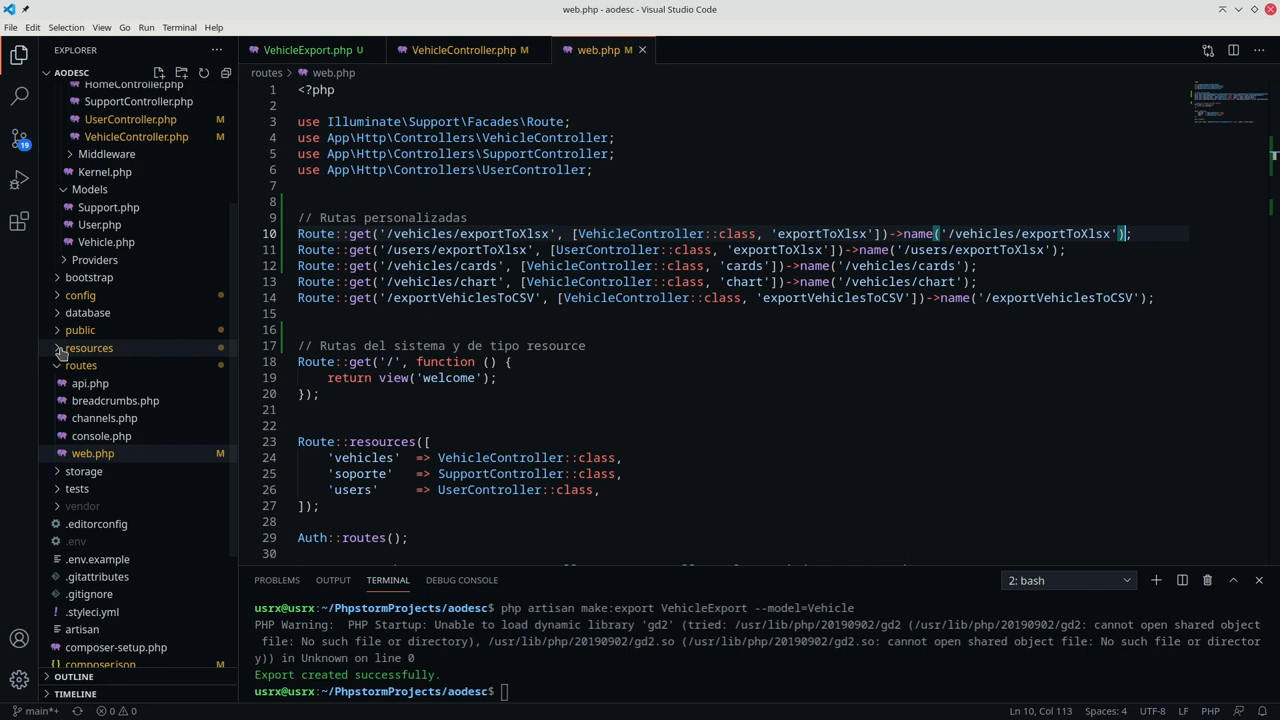 web.php - aodesc - Visual Studio Code
File Edit Selection View Go Run Terminal Help
EXPLORER
AODESC
HomeController.php
SupportController.php
UserController.php M
VehicleController.php M
Middleware
Kernel.php
Models
Support.php
User.php
Vehicle.php
Providers
bootstrap
config
database
public
resources
routes
api.php
breadcrumbs.php
channels.php
console.php
web.php M
storage
tests
vendor
.editorconfig
.env
.env.example
.gitattributes
.gitignore
.styleci.yml
artisan
composer-setup.php
{} composer.json M
OUTLINE
TIMELINE
19
VehicleExport.php U VehicleController.php M web.php M
routes > web.php
1 <?php
2
3 use Illuminate\Support\Facades\Route;
4 use App\Http\Controllers\VehicleController;
5 use App\Http\Controllers\SupportController;
6 use App\Http\Controllers\UserController;
7
8
9 // Rutas personalizadas
10 Route::get('/vehicles/exportToXlsx', [VehicleController::class, 'exportToXlsx'])->name('/vehicles/exportToXlsx');
11 Route::get('/users/exportToXlsx', [UserController::class, 'exportToXlsx'])->name('/users/exportToXlsx');
12 Route::get('/vehicles/cards', [VehicleController::class, 'cards'])->name('/vehicles/cards');
13 Route::get('/vehicles/chart', [VehicleController::class, 'chart'])->name('/vehicles/chart');
14 Route::get('/exportVehiclesToCSV', [VehicleController::class, 'exportVehiclesToCSV'])->name('/exportVehiclesToCSV');
15
16
17 // Rutas del sistema y de tipo resource
18 Route::get('/', function () {
19 return view('welcome');
20 });
21
22
23 Route::resources([
24 'vehicles' => VehicleController::class,
25 'soporte' => SupportController::class,
26 'users' => UserController::class,
27 ]);
28
29 Auth::routes();
30
PROBLEMS OUTPUT TERMINAL DEBUG CONSOLE 2: bash
usrx@usrx:~/PhpstormProjects/aodesc$ php artisan make:export VehicleExport --model=Vehicle
PHP Warning: PHP Startup: Unable to load dynamic library 'gd2' (tried: /usr/lib/php/20190902/gd2 (/usr/lib/php/20190902/gd2: cannot open shared object
file: No such file or directory), /usr/lib/php/20190902/gd2.so (/usr/lib/php/20190902/gd2.so: cannot open shared object file: No such file or director
y)) in Unknown on line 0
Export created successfully.
usrx@usrx:~/PhpstormProjects/aodesc$
main*+ 0 0 Ln 10, Col 113 Spaces: 4 UTF-8 LF PHP